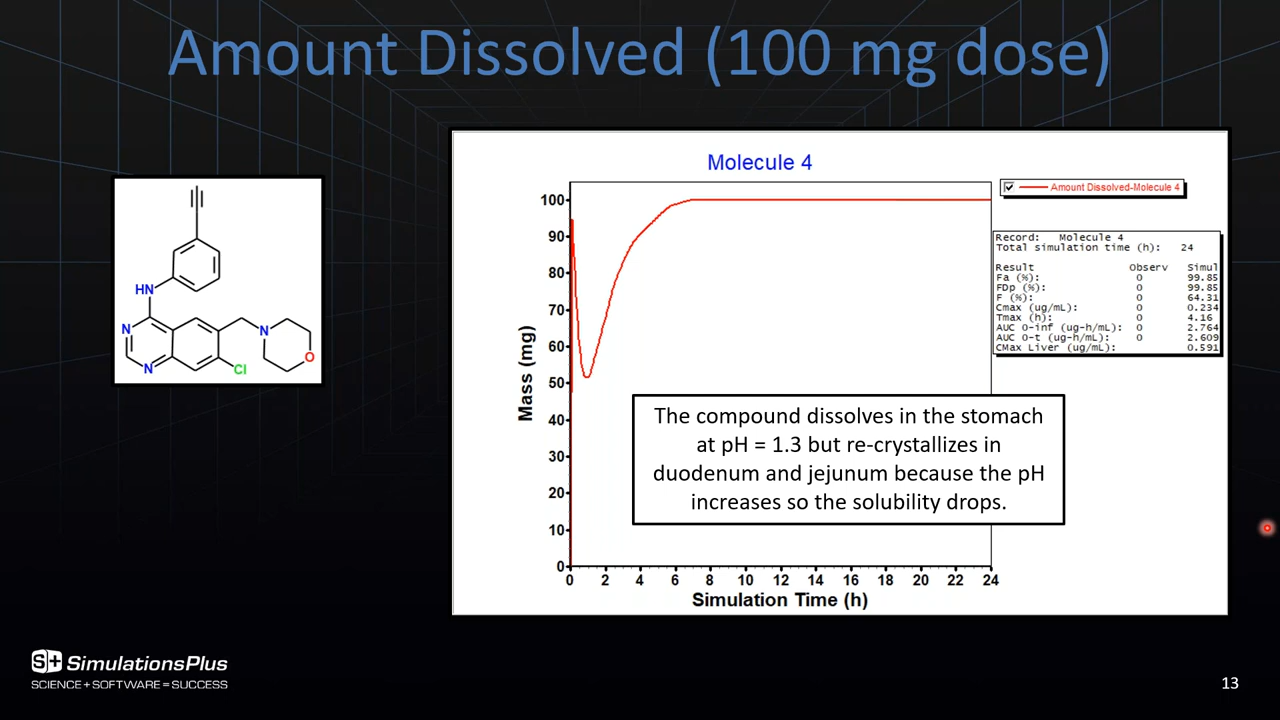 Amount Dissolved (100 mg dose)
HN
N
N
N
O
Cl
Molecule 4
Amount Dissolved-Molecule 4
Record: Molecule 4
Total simulation time (h): 24
Result Observ Simul
Fa (%): 0 99.85
FDp (%): 0 99.85
F (%): 0 64.31
Cmax (ug/mL): 0 0.234
Tmax (h): 0 4.16
AUC 0-inf (ug-h/mL): 0 2.764
AUC 0-t (ug-h/mL): 0 2.609
CMax Liver (ug/mL): 0.591
Mass (mg)
100
90
80
70
60
50
40
30
20
10
0
The compound dissolves in the stomach
at pH = 1.3 but re-crystallizes in
duodenum and jejunum because the pH
increases so the solubility drops.
0 2 4 6 8 10 12 14 16 18 20 22 24
Simulation Time (h)
S+ SimulationsPlus
SCIENCE + SOFTWARE = SUCCESS
13